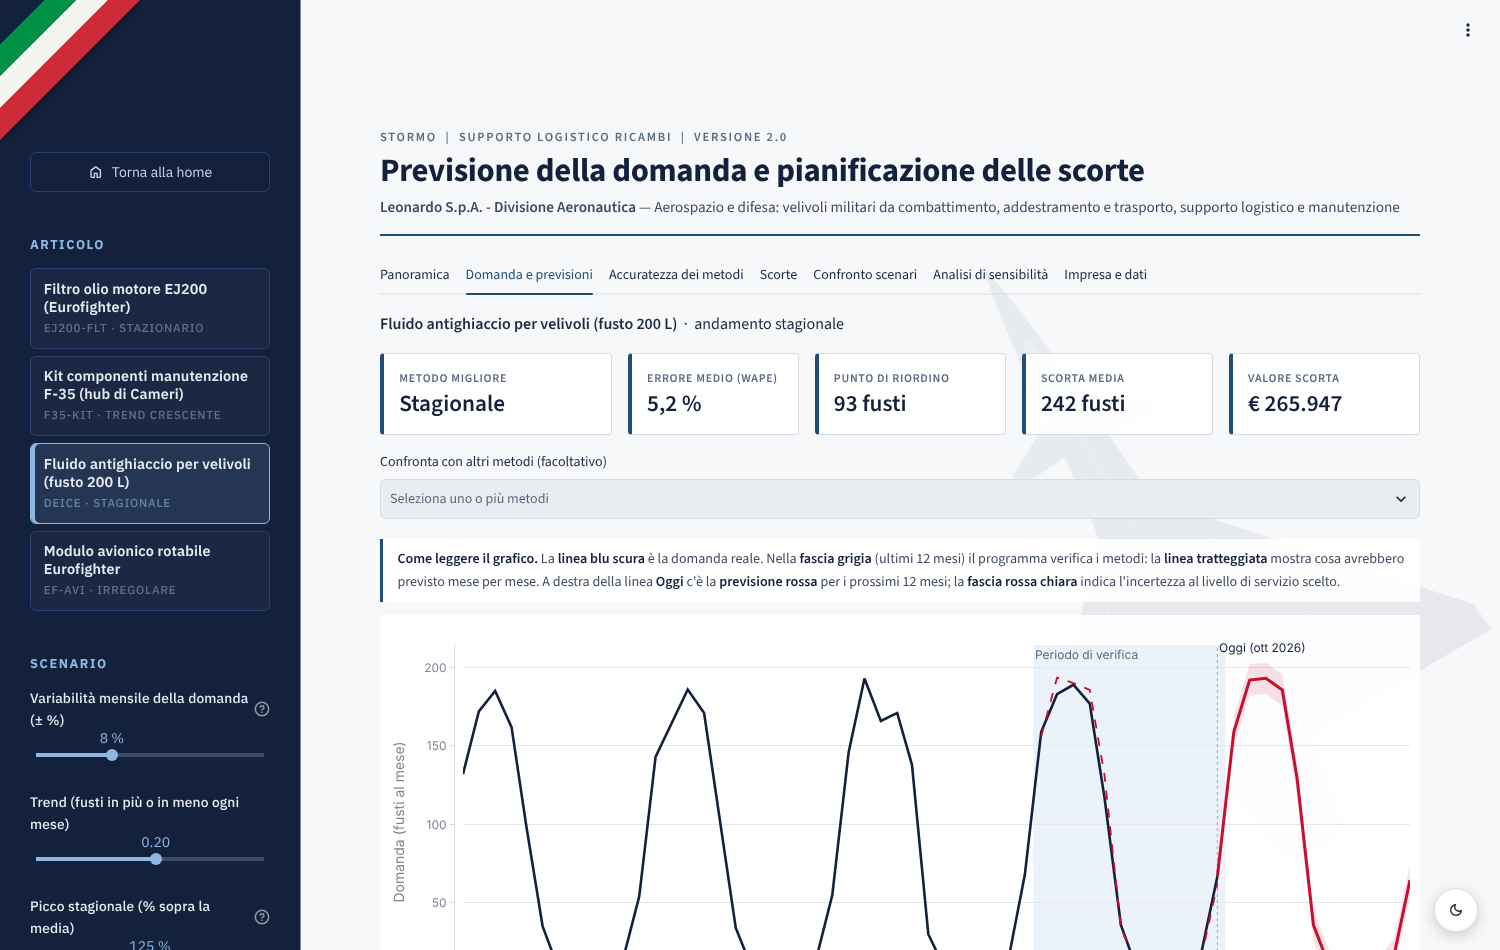 Torna alla home
ARTICOLO
Filtro olio motore EJ200
(Eurofighter)
EJ200-FLT · STAZIONARIO
Kit componenti manutenzione
F-35 (hub di Cameri)
F35-KIT · TREND CRESCENTE
Fluido antighiaccio per velivoli
(fusto 200 L)
DEICE · STAGIONALE
Modulo avionico rotabile
Eurofighter
EF-AVI · IRREGOLARE
SCENARIO
Variabilità mensile della domanda
(± %)
8 %
Trend (fusti in più o in meno ogni
mese)
0.20
Picco stagionale (% sopra la
media)
125 %
STORMO | SUPPORTO LOGISTICO RICAMBI | VERSIONE 2.0
Previsione della domanda e pianificazione delle scorte
Leonardo S.p.A. - Divisione Aeronautica — Aerospazio e difesa: velivoli militari da combattimento, addestramento e trasporto, supporto logistico e manutenzione
Panoramica Domanda e previsioni Accuratezza dei metodi Scorte Confronto scenari Analisi di sensibilità Impresa e dati
Fluido antighiaccio per velivoli (fusto 200 L) · andamento stagionale
METODO MIGLIORE
Stagionale
ERRORE MEDIO (WAPE)
5,2 %
PUNTO DI RIORDINO
93 fusti
SCORTA MEDIA
242 fusti
VALORE SCORTA
€ 265.947
Confronta con altri metodi (facoltativo)
Seleziona uno o più metodi
Come leggere il grafico. La linea blu scura è la domanda reale. Nella fascia grigia (ultimi 12 mesi) il programma verifica i metodi: la linea tratteggiata mostra cosa avrebbero
previsto mese per mese. A destra della linea Oggi c'è la previsione rossa per i prossimi 12 mesi; la fascia rossa chiara indica l'incertezza al livello di servizio scelto.
Periodo di verifica
Oggi (ott 2026)
200
150
100
50
Domanda (fusti al mese)